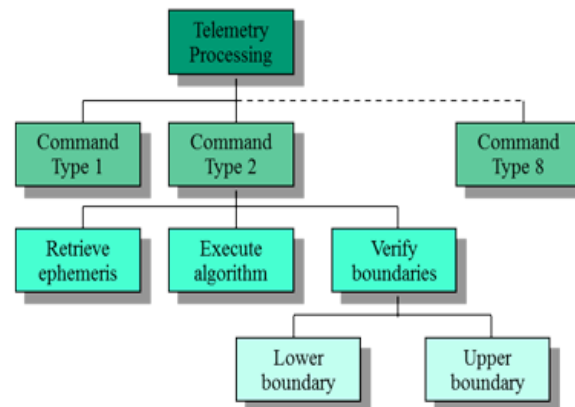 Telemetry
Processing
Command
Type 1
Command
Type 2
Command
Type 8
Retrieve
ephemeris
Execute
algorithm
Verify
boundaries
Lower
boundary
Upper
boundary